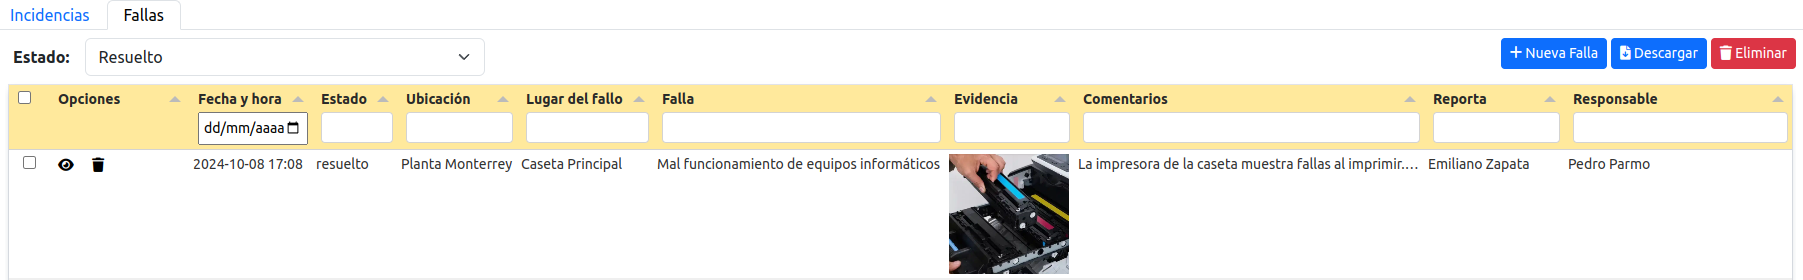 Incidencias Fallas
Estado: Resuelto Nueva Falla Descargar Eliminar
Opciones Fecha y hora Estado Ubicación Lugar del fallo Falla Evidencia Comentarios Reporta Responsable
dd/mm/aaaa
2024-10-08 17:08 resuelto Planta Monterrey Caseta Principal Mal funcionamiento de equipos informáticos La impresora de la caseta muestra fallas al imprimir.... Emiliano Zapata Pedro Parmo